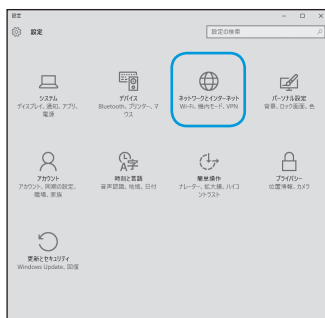 設定
設定
設定の検索
システム
ディスプレイ、通知、アプリ、
電源
デバイス
Bluetooth、プリンター、マ
ウス
ネットワークとインターネット
Wi-Fi、機内モード、VPN
パーソナル設定
背景、ロック画面、色
アカウント
アカウント、同期の設定、
職場、家族
時刻と言語
音声認識、地域、日付
簡単操作
ナレーター、拡大鏡、ハイコ
ントラスト
プライバシー
位置情報、カメラ
更新とセキュリティ
Windows Update、回復